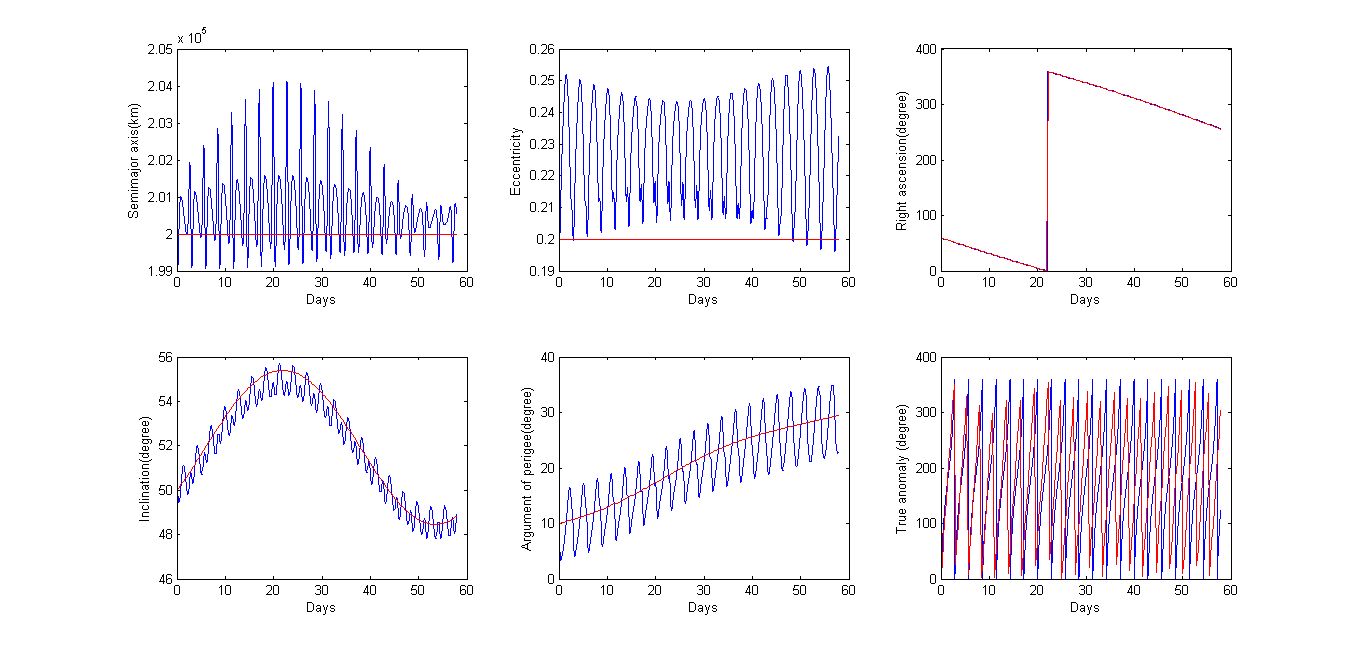 x 10^5
2.05
2.04
2.03
2.02
2.01
2
1.99
0 10 20 30 40 50 60
Days
Semimajor axis(km)
0.26
0.25
0.24
0.23
0.22
0.21
0.2
0.19
0 10 20 30 40 50 60
Days
Eccentricity
400
300
200
100
0
0 10 20 30 40 50 60
Days
Right ascension(degree)
56
54
52
50
48
46
0 10 20 30 40 50 60
Days
Inclination(degree)
40
30
20
10
0
0 10 20 30 40 50 60
Days
Argument of perigee(degree)
400
300
200
100
0
0 10 20 30 40 50 60
Days
True anomaly (degree)